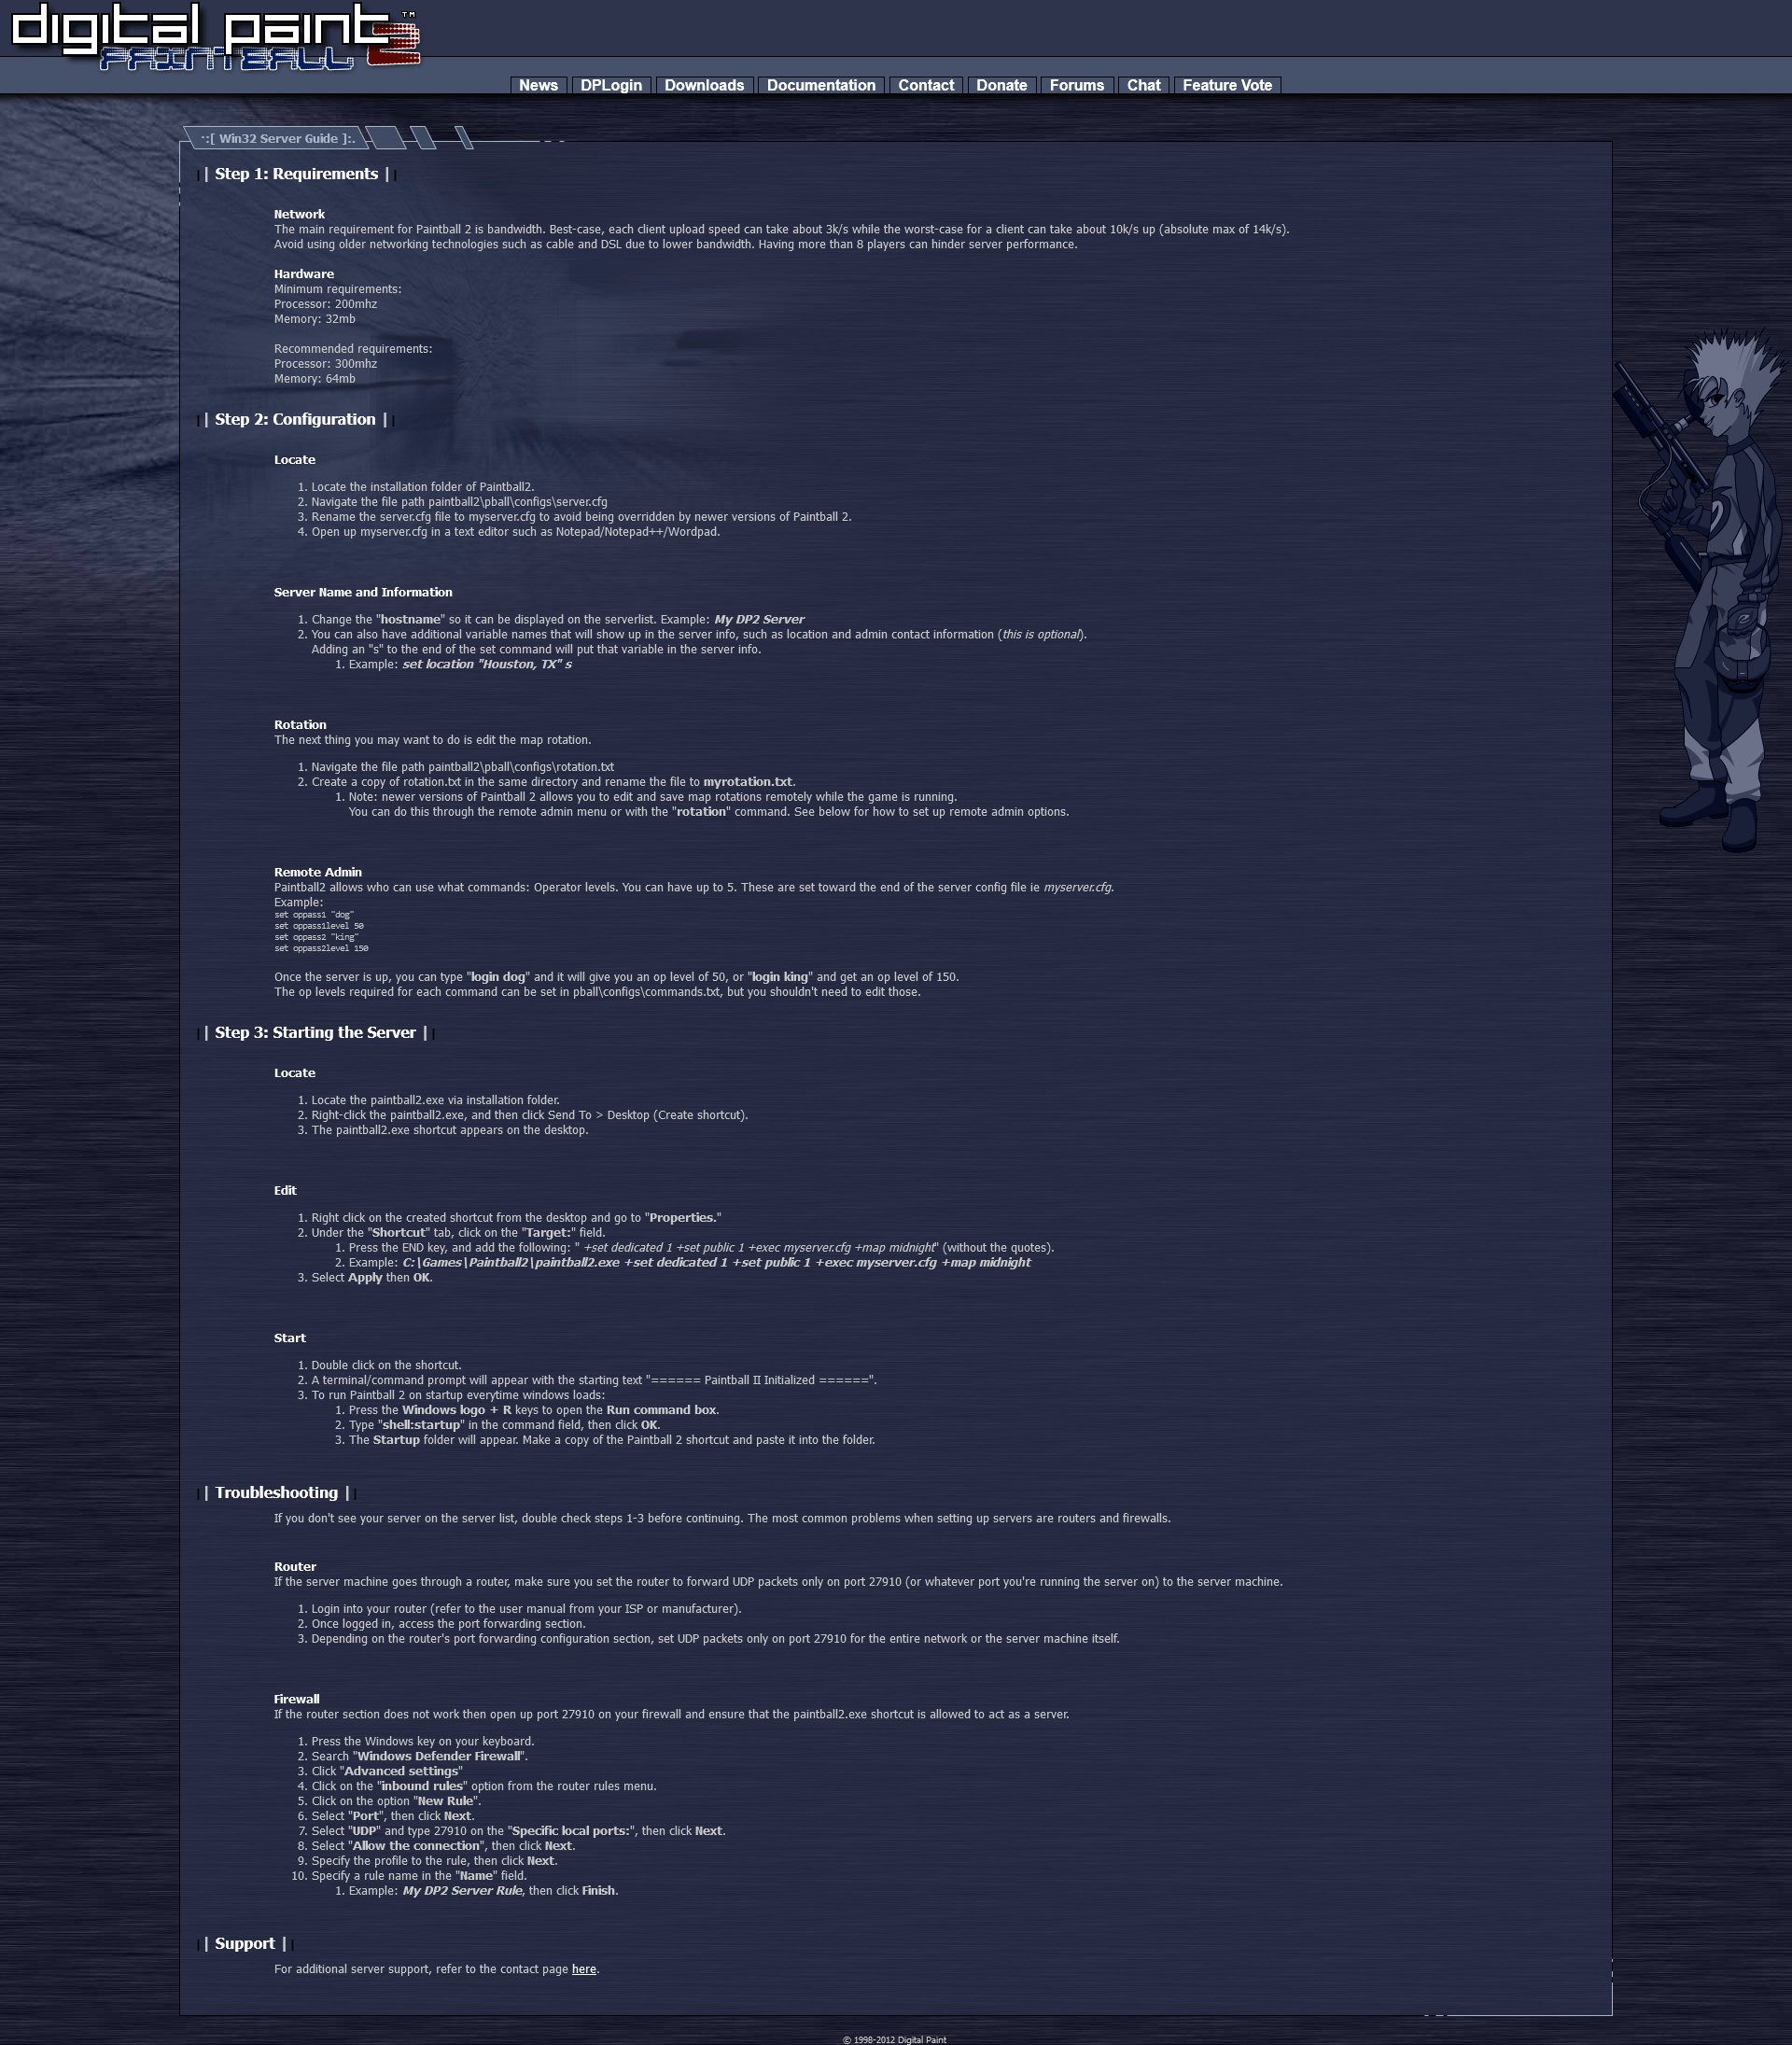 digital paint ™
PAINTBALL 2
News DPLogin Downloads Documentation Contact Donate Forums Chat Feature Vote
·:[ Win32 Server Guide ]:.
| Step 1: Requirements |
Network
The main requirement for Paintball 2 is bandwidth. Best-case, each client upload speed can take about 3k/s while the worst-case for a client can take about 10k/s up (absolute max of 14k/s).
Avoid using older networking technologies such as cable and DSL due to lower bandwidth. Having more than 8 players can hinder server performance.
Hardware
Minimum requirements:
Processor: 200mhz
Memory: 32mb
Recommended requirements:
Processor: 300mhz
Memory: 64mb
| Step 2: Configuration |
Locate
1. Locate the installation folder of Paintball2.
2. Navigate the file path paintball2\pball\configs\server.cfg
3. Rename the server.cfg file to myserver.cfg to avoid being overridden by newer versions of Paintball 2.
4. Open up myserver.cfg in a text editor such as Notepad/Notepad++/Wordpad.
Server Name and Information
1. Change the "hostname" so it can be displayed on the serverlist. Example: My DP2 Server
2. You can also have additional variable names that will show up in the server info, such as location and admin contact information (this is optional).
Adding an "s" to the end of the set command will put that variable in the server info.
1. Example: set location "Houston, TX" s
Rotation
The next thing you may want to do is edit the map rotation.
1. Navigate the file path paintball2\pball\configs\rotation.txt
2. Create a copy of rotation.txt in the same directory and rename the file to myrotation.txt.
1. Note: newer versions of Paintball 2 allows you to edit and save map rotations remotely while the game is running.
You can do this through the remote admin menu or with the "rotation" command. See below for how to set up remote admin options.
Remote Admin
Paintball2 allows who can use what commands: Operator levels. You can have up to 5. These are set toward the end of the server config file ie myserver.cfg.
Example:
set oppass1 "dog"
set oppass1level 50
set oppass2 "king"
set oppass2level 150
Once the server is up, you can type "login dog" and it will give you an op level of 50, or "login king" and get an op level of 150.
The op levels required for each command can be set in pball\configs\commands.txt, but you shouldn't need to edit those.
| Step 3: Starting the Server |
Locate
1. Locate the paintball2.exe via installation folder.
2. Right-click the paintball2.exe, and then click Send To > Desktop (Create shortcut).
3. The paintball2.exe shortcut appears on the desktop.
Edit
1. Right click on the created shortcut from the desktop and go to "Properties."
2. Under the "Shortcut" tab, click on the "Target:" field.
1. Press the END key, and add the following: " +set dedicated 1 +set public 1 +exec myserver.cfg +map midnight" (without the quotes).
2. Example: C:\Games\Paintball2\paintball2.exe +set dedicated 1 +set public 1 +exec myserver.cfg +map midnight
3. Select Apply then OK.
Start
1. Double click on the shortcut.
2. A terminal/command prompt will appear with the starting text "====== Paintball II Initialized ======".
3. To run Paintball 2 on startup everytime windows loads:
1. Press the Windows logo + R keys to open the Run command box.
2. Type "shell:startup" in the command field, then click OK.
3. The Startup folder will appear. Make a copy of the Paintball 2 shortcut and paste it into the folder.
| Troubleshooting |
If you don't see your server on the server list, double check steps 1-3 before continuing. The most common problems when setting up servers are routers and firewalls.
Router
If the server machine goes through a router, make sure you set the router to forward UDP packets only on port 27910 (or whatever port you're running the server on) to the server machine.
1. Login into your router (refer to the user manual from your ISP or manufacturer).
2. Once logged in, access the port forwarding section.
3. Depending on the router's port forwarding configuration section, set UDP packets only on port 27910 for the entire network or the server machine itself.
Firewall
If the router section does not work then open up port 27910 on your firewall and ensure that the paintball2.exe shortcut is allowed to act as a server.
1. Press the Windows key on your keyboard.
2. Search "Windows Defender Firewall".
3. Click "Advanced settings"
4. Click on the "inbound rules" option from the router rules menu.
5. Click on the option "New Rule".
6. Select "Port", then click Next.
7. Select "UDP" and type 27910 on the "Specific local ports:", then click Next.
8. Select "Allow the connection", then click Next.
9. Specify the profile to the rule, then click Next.
10. Specify a rule name in the "Name" field.
1. Example: My DP2 Server Rule, then click Finish.
| Support |
For additional server support, refer to the contact page here.
© 1998-2012 Digital Paint